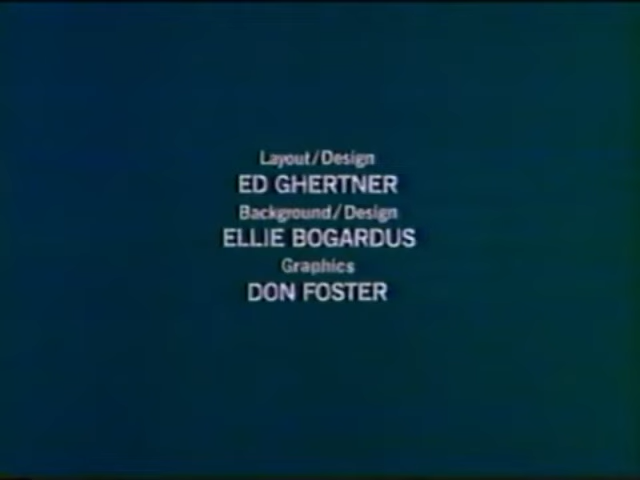 Layout/Design
ED GHERTNER
Background/Design
ELLIE BOGARDUS
Graphics
DON FOSTER